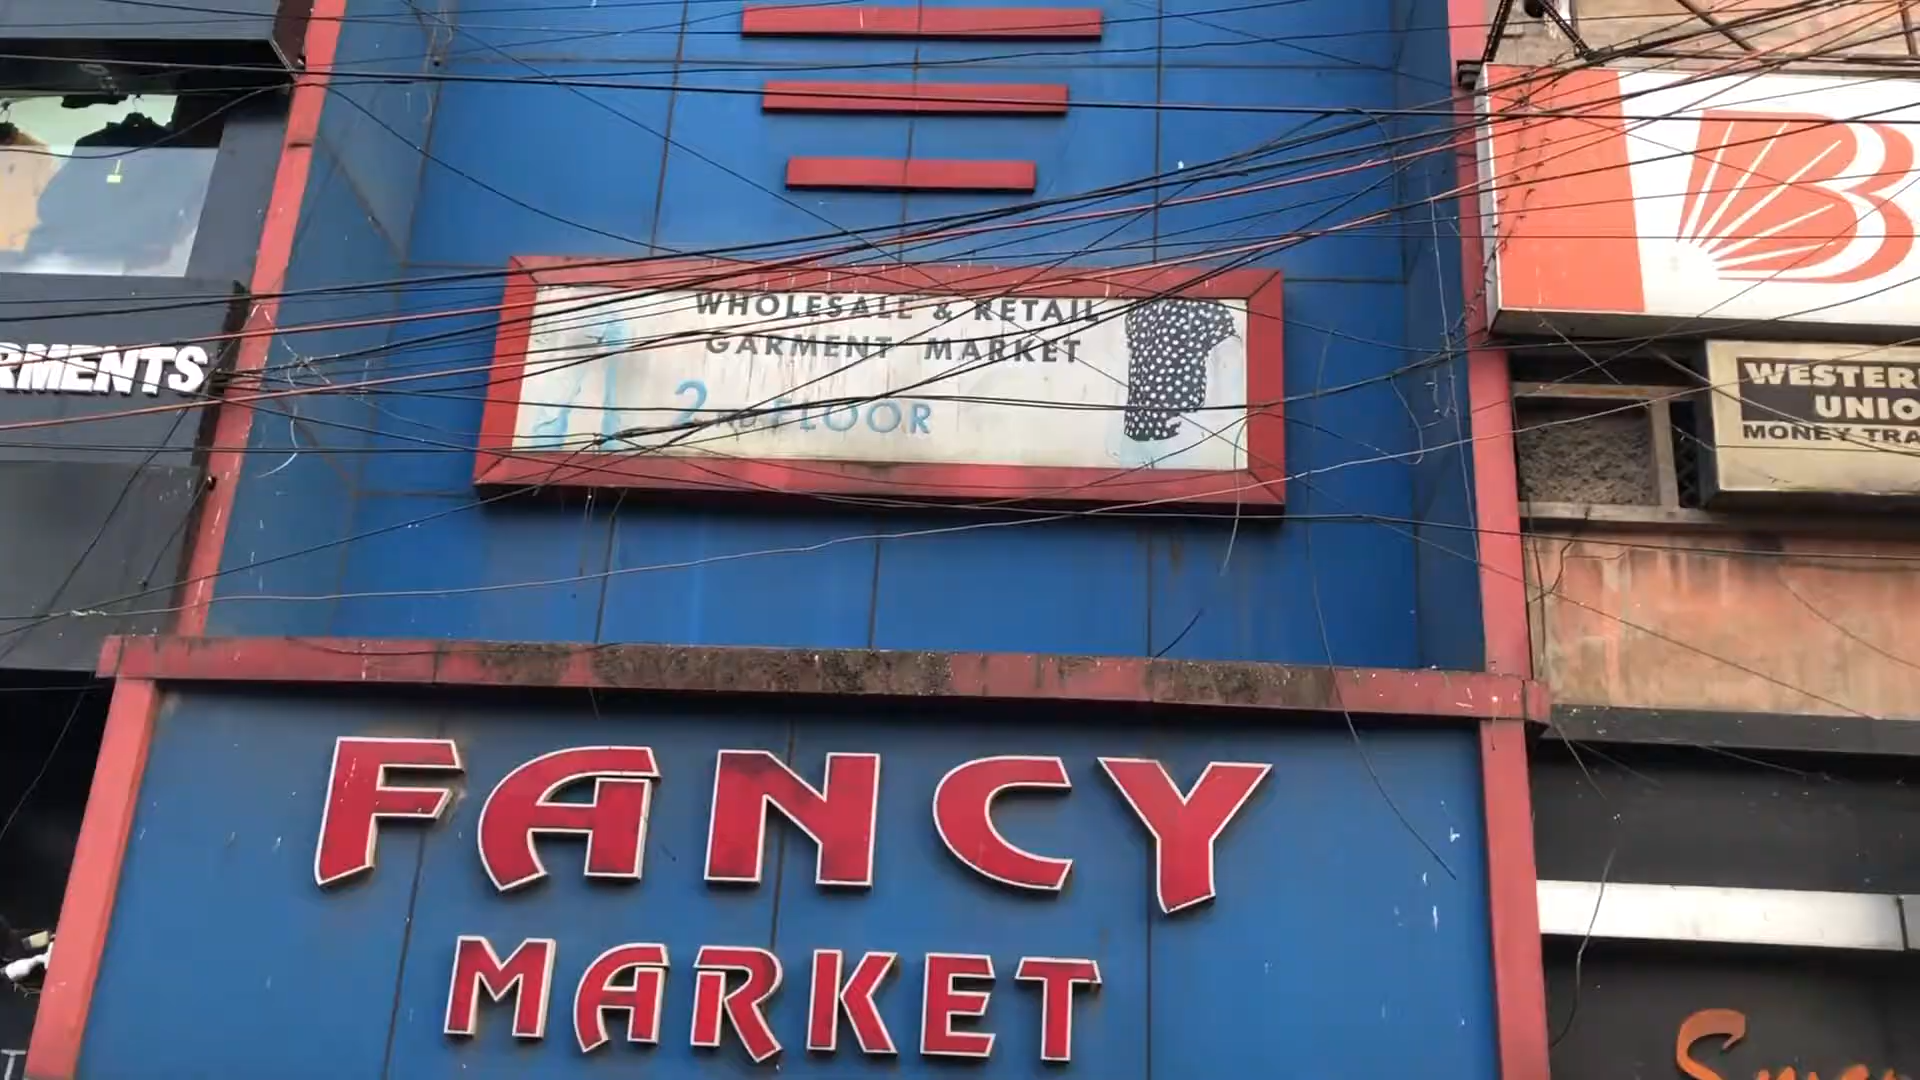 WHOLESALE & RETAIL
GARMENT MARKET
2ND FLOOR
RMENTS
B
WESTER
UNIO
MONEY TRA
FANCY
MARKET